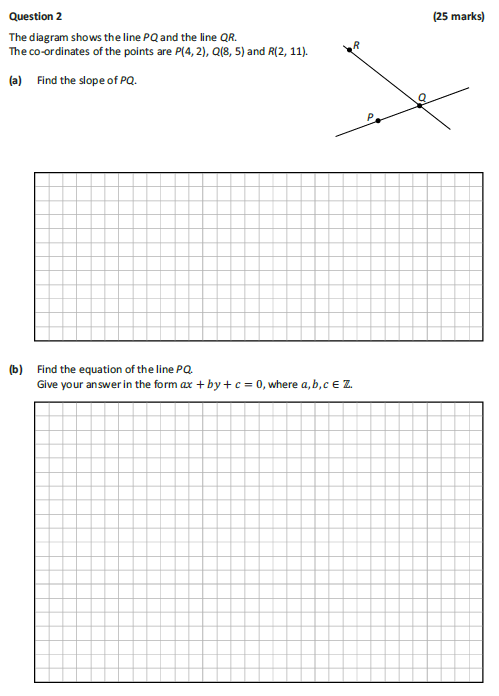 Question 2 (25 marks)
The diagram shows the line PQ and the line QR.
The co-ordinates of the points are P(4, 2), Q(8, 5) and R(2, 11).
(a) Find the slope of PQ.
R
Q
P
(b) Find the equation of the line PQ.
Give your answer in the form ax + by + c = 0, where a, b, c ∈ ℤ.